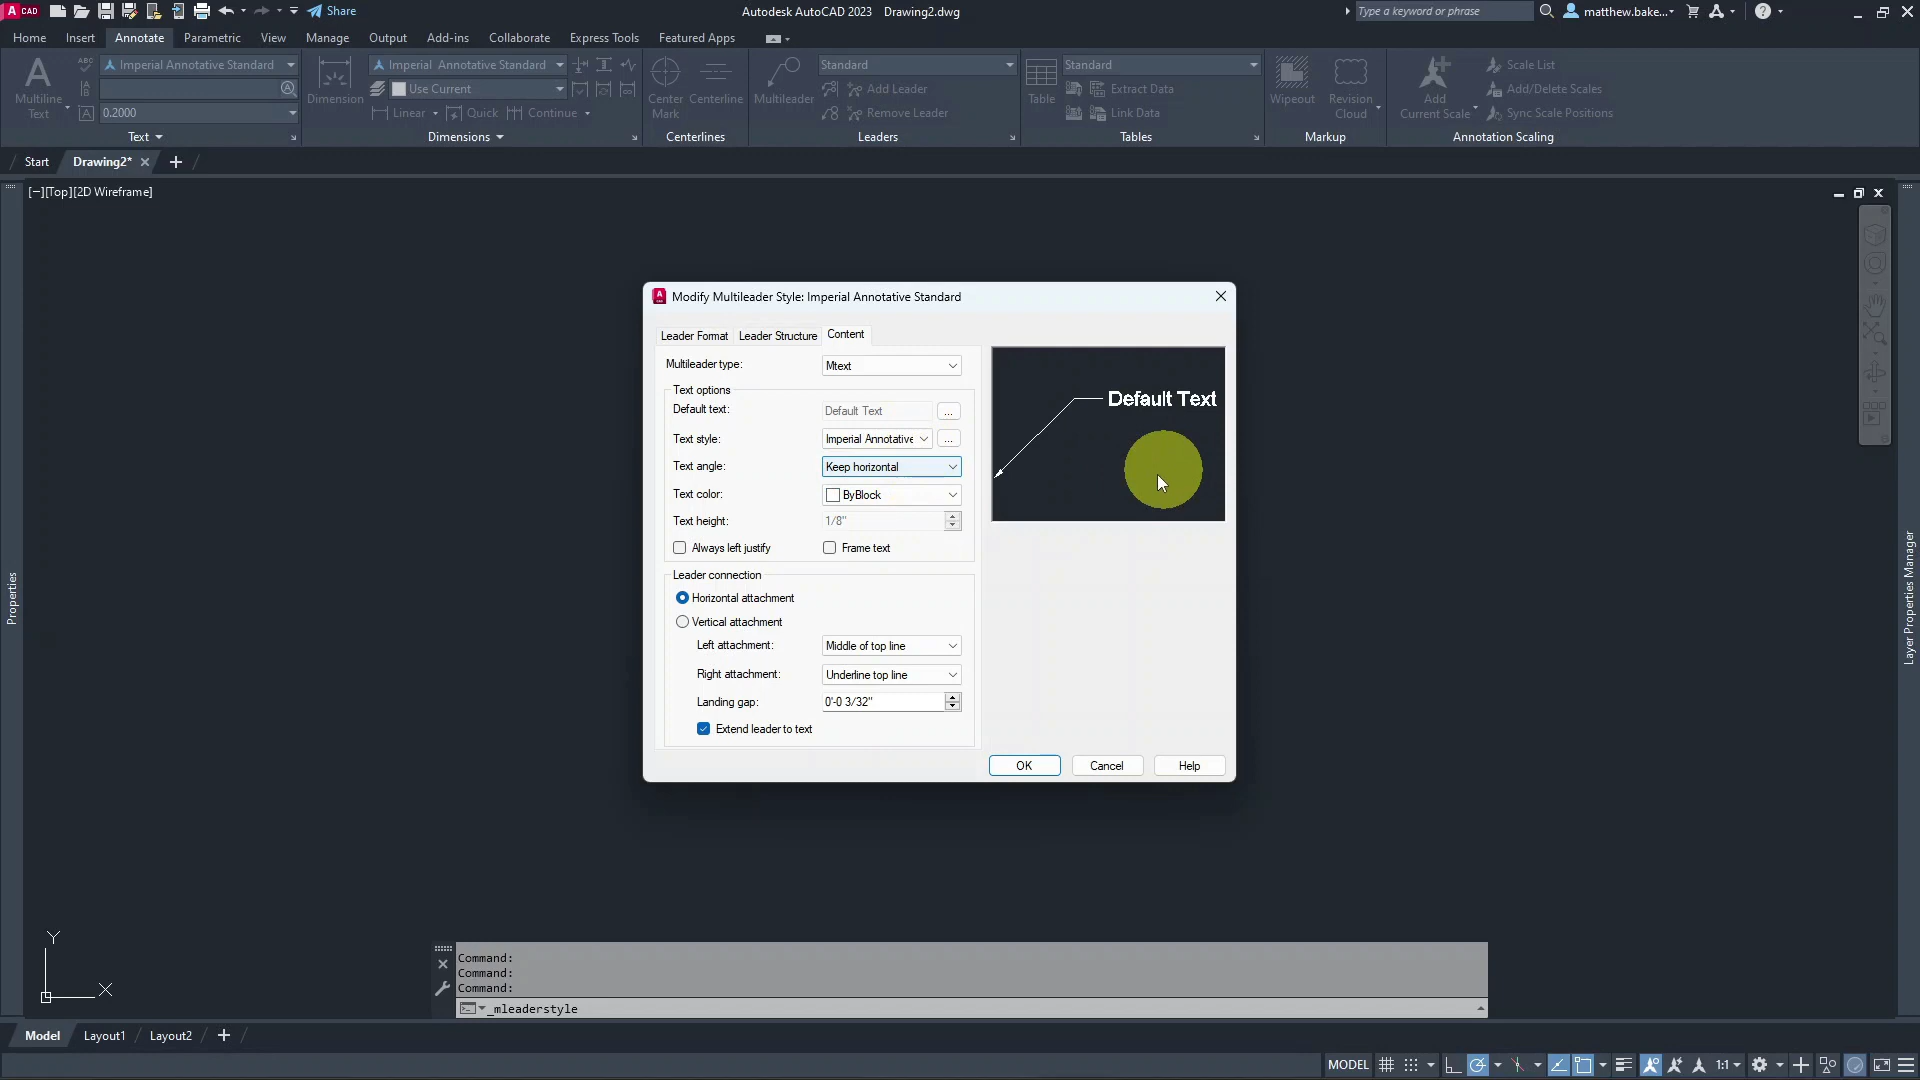 A CAD
Share
Autodesk AutoCAD 2023 Drawing2.dwg
Type a keyword or phrase
matthew.bake...
Home Insert Annotate Parametric View Manage Output Add-ins Collaborate Express Tools Featured Apps
Multiline Text
ABC
Imperial Annotative Standard
0.2000
Text
Dimension
Imperial Annotative Standard
Use Current
Linear Quick Continue
Dimensions
Center Mark
Centerline
Centerlines
Multileader
Standard
Add Leader
Remove Leader
Leaders
Table
Standard
Extract Data
Link Data
Tables
Wipeout
Revision Cloud
Markup
Add Current Scale
Scale List
Add/Delete Scales
Sync Scale Positions
Annotation Scaling
Start Drawing2*
[−][Top][2D Wireframe]
Properties
Layer Properties Manager
Modify Multileader Style: Imperial Annotative Standard
Leader Format Leader Structure Content
Multileader type: Mtext
Text options
Default text: Default Text ...
Text style: Imperial Annotative ...
Text angle: Keep horizontal
Text color: ByBlock
Text height: 1/8"
Always left justify Frame text
Leader connection
Horizontal attachment
Vertical attachment
Left attachment: Middle of top line
Right attachment: Underline top line
Landing gap: 0'-0 3/32"
Extend leader to text
Default Text
OK Cancel Help
Y
X
Command:
Command:
Command:
_mleaderstyle
Model Layout1 Layout2
MODEL 1:1